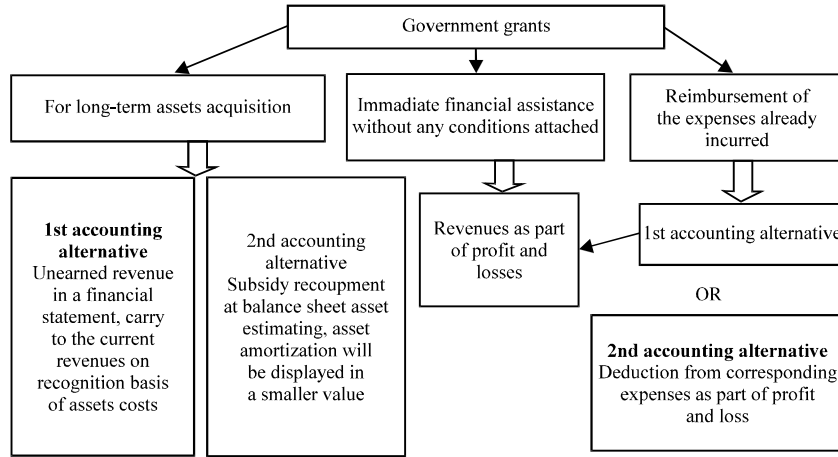 Government grants
For long-term assets acquisition
Immadiate financial assistance
without any conditions attached
Reimbursement of
the expenses already
incurred
1st accounting
alternative
Unearned revenue
in a financial
statement, carry
to the current
revenues on
recognition basis
of assets costs
2nd accounting
alternative
Subsidy recoupment
at balance sheet asset
estimating, asset
amortization will
be displayed in
a smaller value
Revenues as part
of profit and
losses
1st accounting alternative
OR
2nd accounting alternative
Deduction from corresponding
expenses as part of profit
and loss